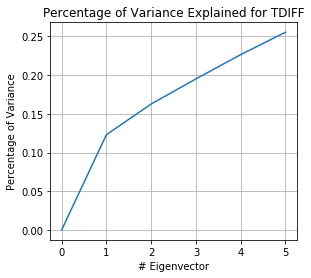 Percentage of Variance Explained for TDIFF
0.25
0.20
0.15
0.10
0.05
0.00
Percentage of Variance
0 1 2 3 4 5
# Eigenvector